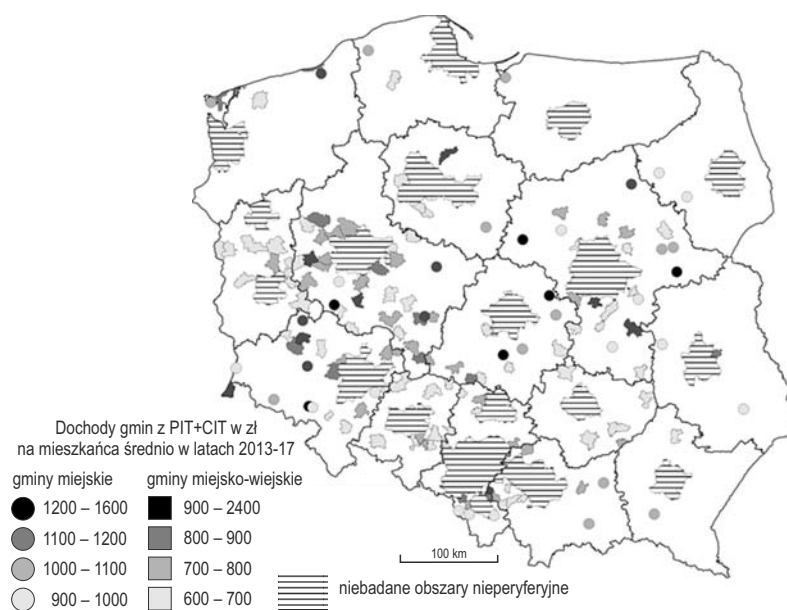 Dochody gmin z PIT+CIT w zł
na mieszkańca średnio w latach 2013-17
gminy miejskie gminy miejsko-wiejskie
1200 – 1600 900 – 2400
1100 – 1200 800 – 900
1000 – 1100 700 – 800
900 – 1000 600 – 700
100 km
niebadane obszary nieperyferyjne